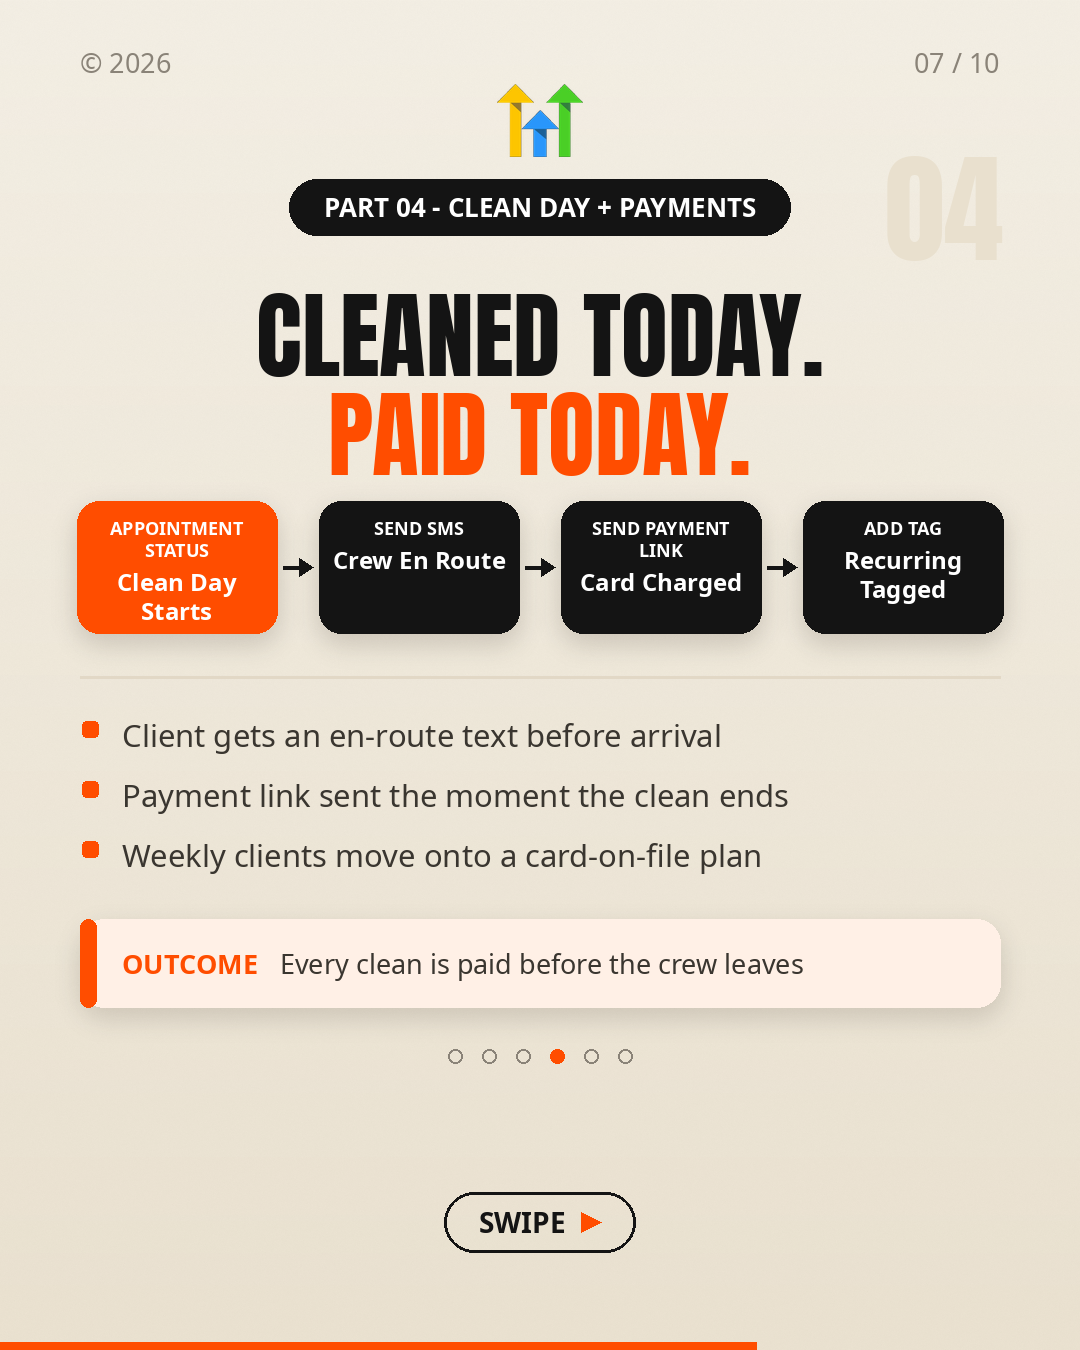 © 2026
07 / 10
PART 04 - CLEAN DAY + PAYMENTS
04
CLEANED TODAY.
PAID TODAY.
APPOINTMENT
STATUS
Clean Day
Starts
SEND SMS
Crew En Route
SEND PAYMENT
LINK
Card Charged
ADD TAG
Recurring
Tagged
Client gets an en-route text before arrival
Payment link sent the moment the clean ends
Weekly clients move onto a card-on-file plan
OUTCOME Every clean is paid before the crew leaves
SWIPE